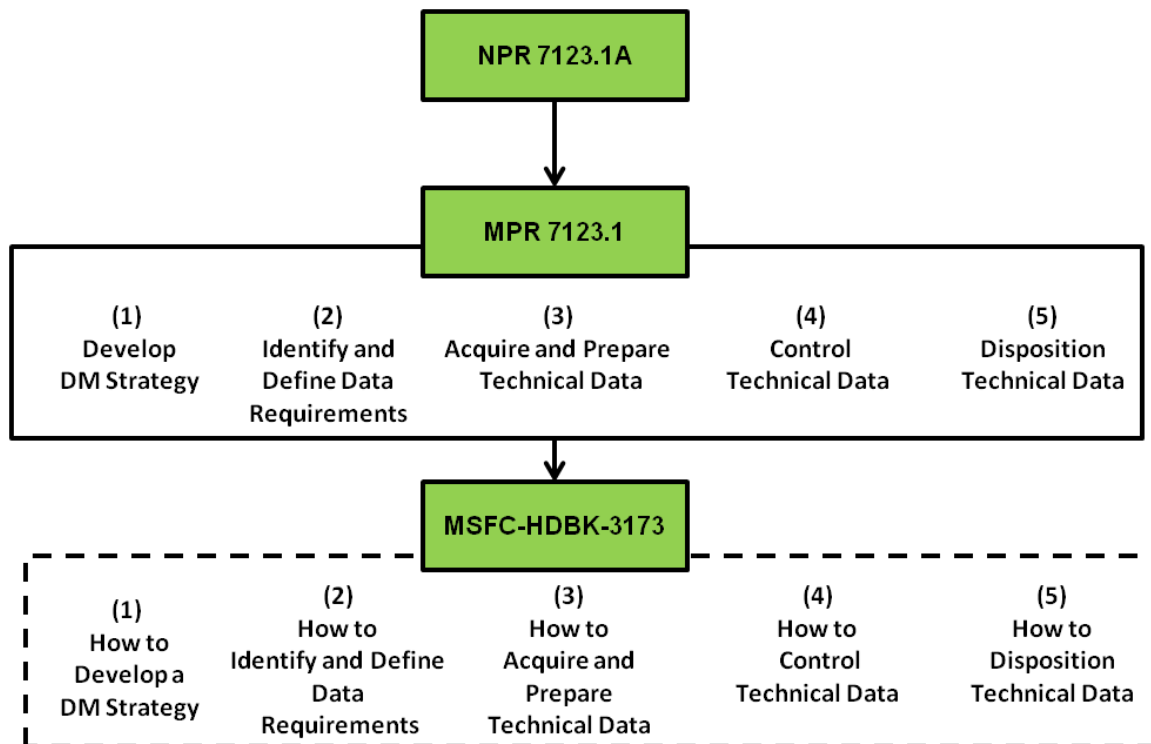 NPR 7123.1A
MPR 7123.1
(1)
Develop
DM Strategy
(2)
Identify and
Define Data
Requirements
(3)
Acquire and Prepare
Technical Data
(4)
Control
Technical Data
(5)
Disposition
Technical Data
MSFC-HDBK-3173
(1)
How to
Develop a
DM Strategy
(2)
How to
Identify and Define
Data
Requirements
(3)
How to
Acquire and
Prepare
Technical Data
(4)
How to
Control
Technical Data
(5)
How to
Disposition
Technical Data